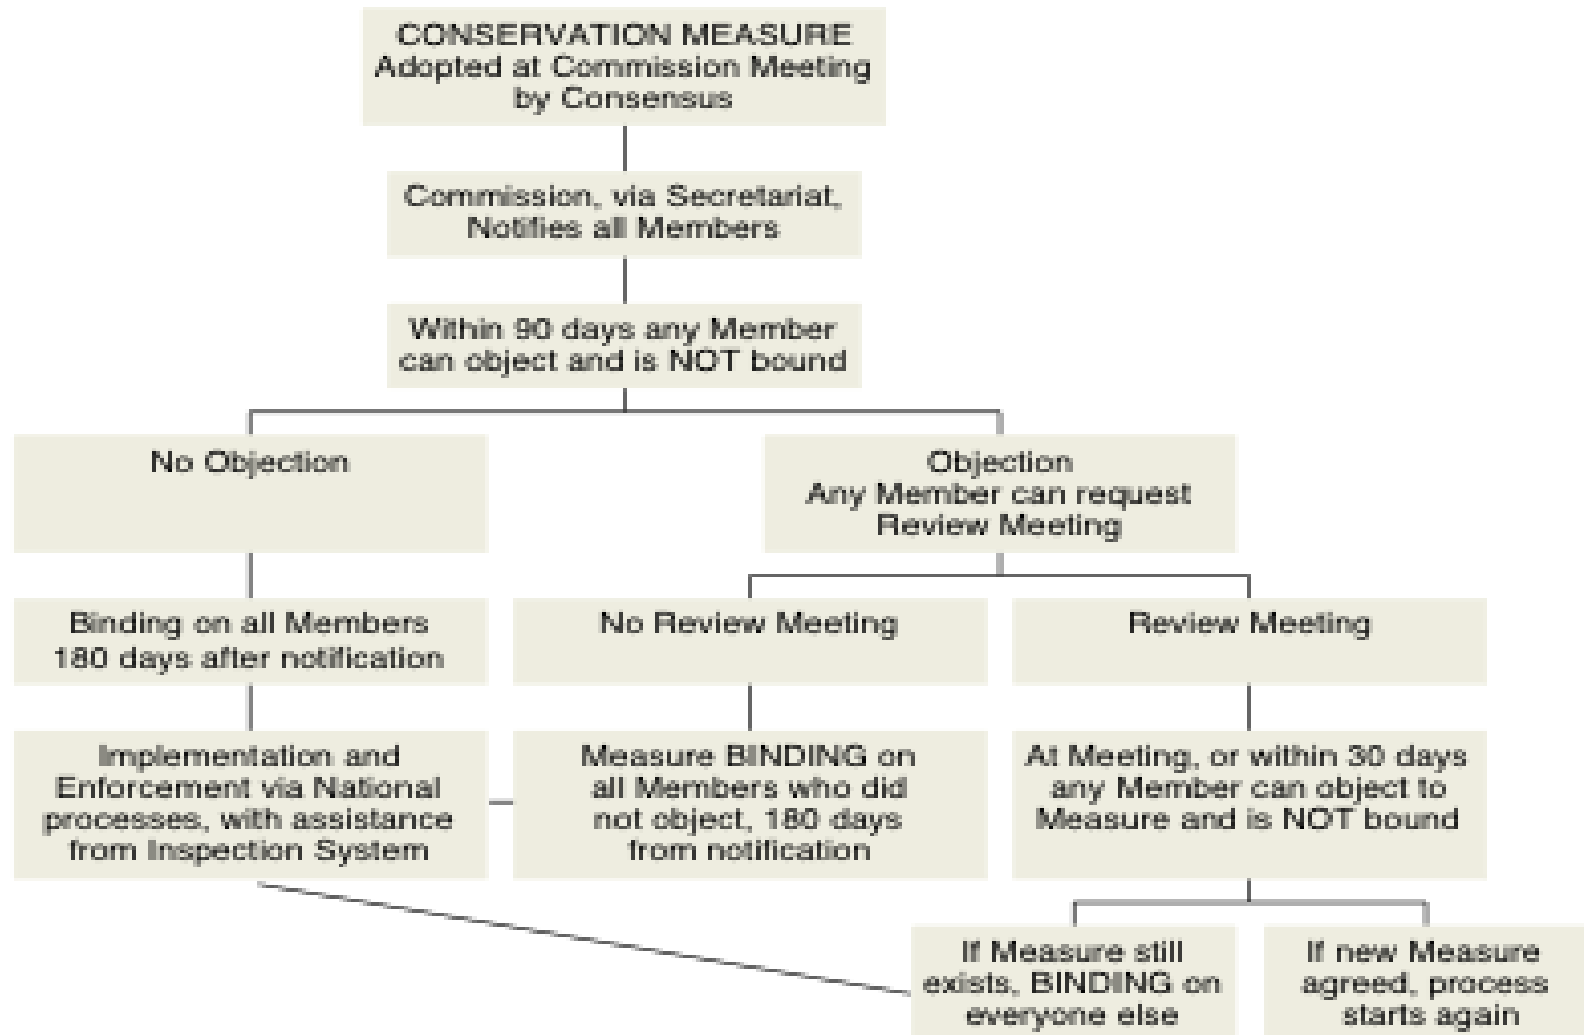 CONSERVATION MEASURE
Adopted at Commission Meeting
by Consensus
Commission, via Secretariat,
Notifies all Members
Within 90 days any Member
can object and is NOT bound
No Objection
Objection
Any Member can request
Review Meeting
Binding on all Members
180 days after notification
No Review Meeting
Review Meeting
Implementation and
Enforcement via National
processes, with assistance
from Inspection System
Measure BINDING on
all Members who did
not object, 180 days
from notification
At Meeting, or within 30 days
any Member can object to
Measure and is NOT bound
If Measure still
exists, BINDING on
everyone else
If new Measure
agreed, process
starts again